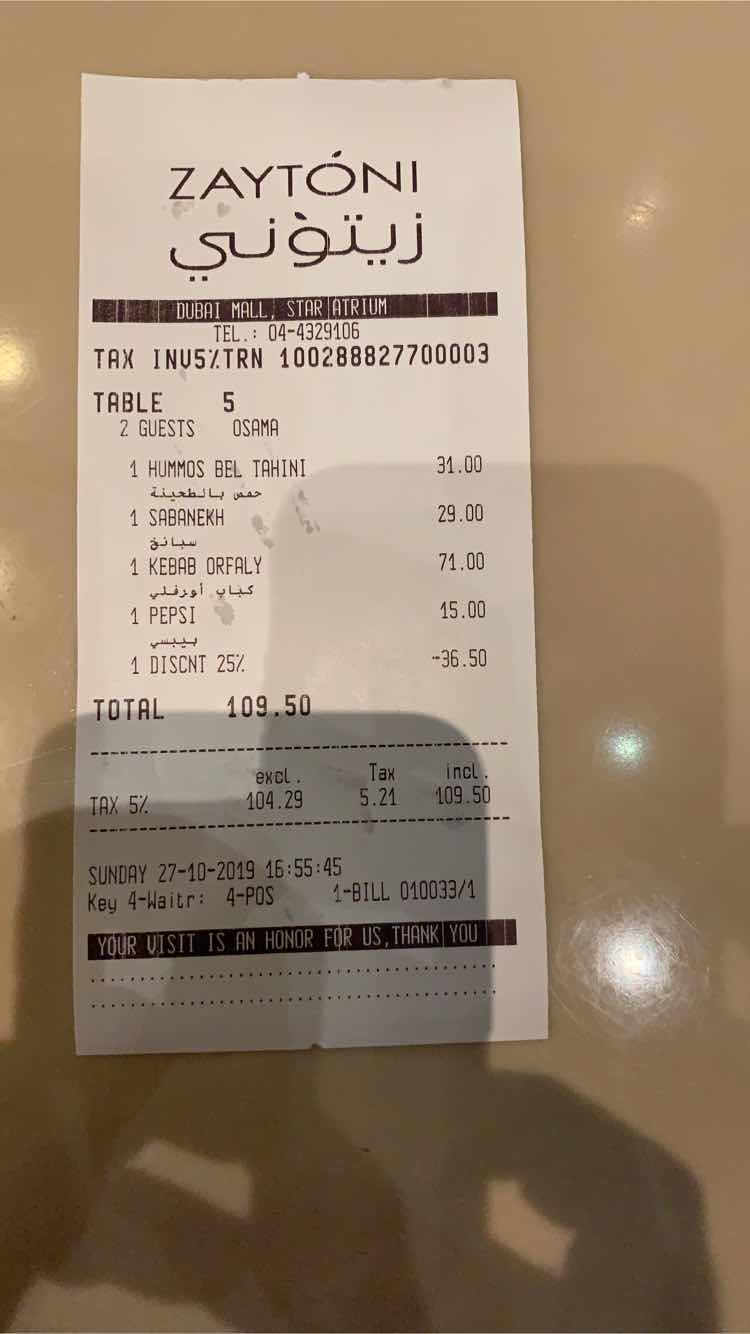 ZAYTÓNI
زيتوني
DUBAI MALL, STAR ATRIUM
TEL.: 04-4329106
TAX INV5%TRN 100288827700003
TABLE 5
2 GUESTS OSAMA
1 HUMMOS BEL TAHINI 31.00
حمص بالطحينة
1 SABANEKH 29.00
سبانخ
1 KEBAB ORFALY 71.00
كباب أورفلي
1 PEPSI 15.00
بيبسي
1 DISCNT 25% -36.50
TOTAL 109.50
excl. Tax incl.
TAX 5% 104.29 5.21 109.50
SUNDAY 27-10-2019 16:55:45
Key 4-Waitr: 4-POS 1-BILL 010033/1
YOUR VISIT IS AN HONOR FOR US,THANK YOU